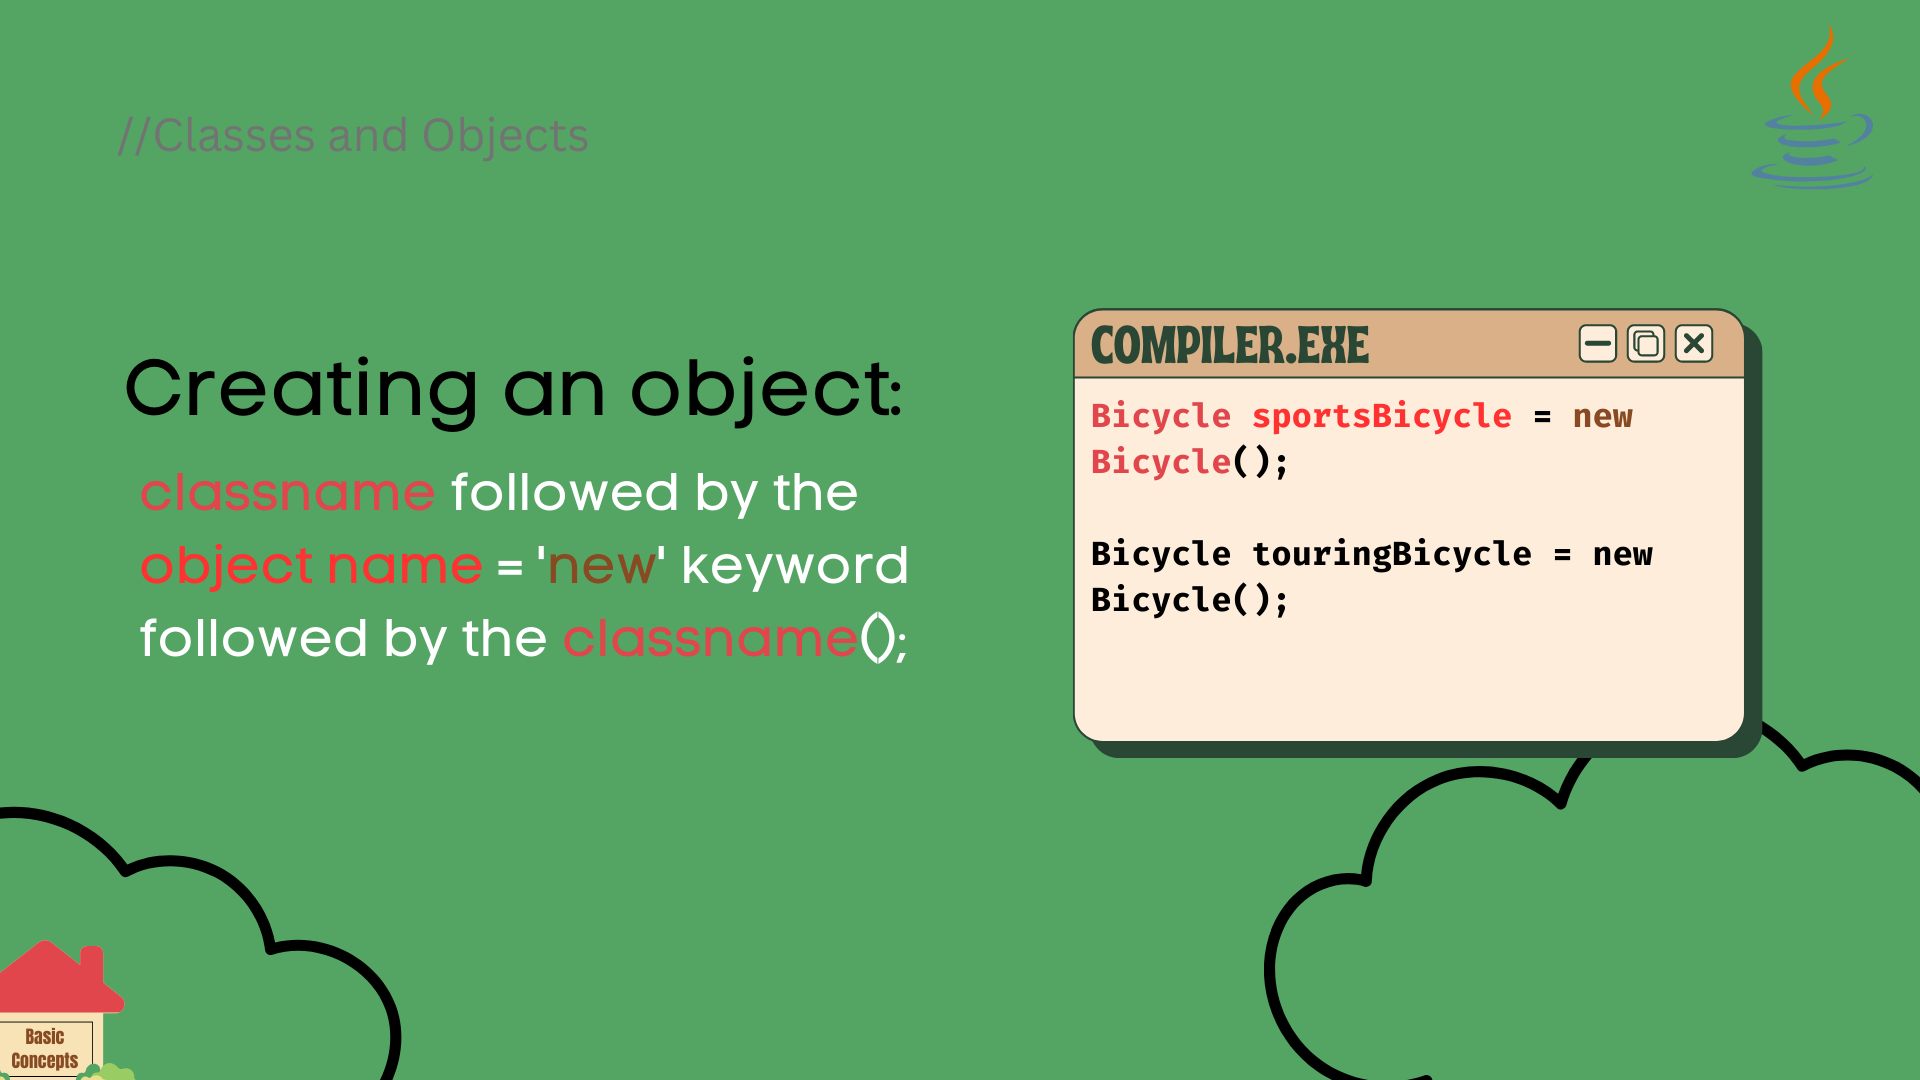 //Classes and Objects
Creating an object:
classname followed by the
object name = 'new' keyword
followed by the classname();
COMPILER.EXE
Bicycle sportsBicycle = new
Bicycle();
Bicycle touringBicycle = new
Bicycle();
Basic
Concepts